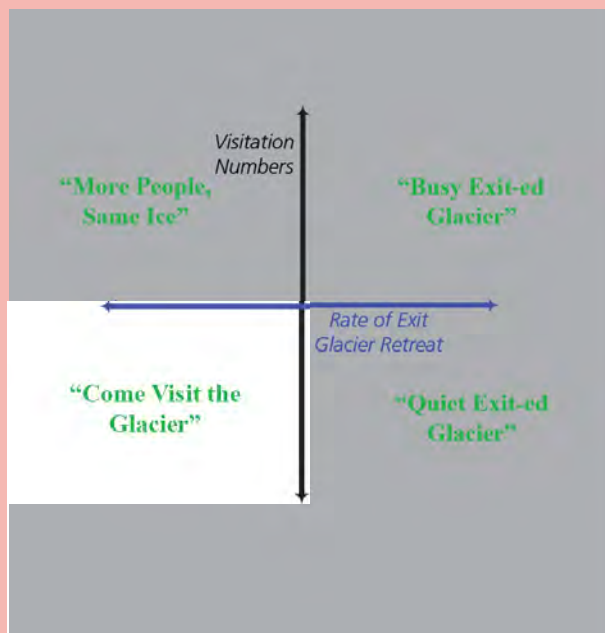 Visitation
Numbers
“More People,
Same Ice”
“Busy Exit-ed
Glacier”
Rate of Exit
Glacier Retreat
“Come Visit the
Glacier”
“Quiet Exit-ed
Glacier”